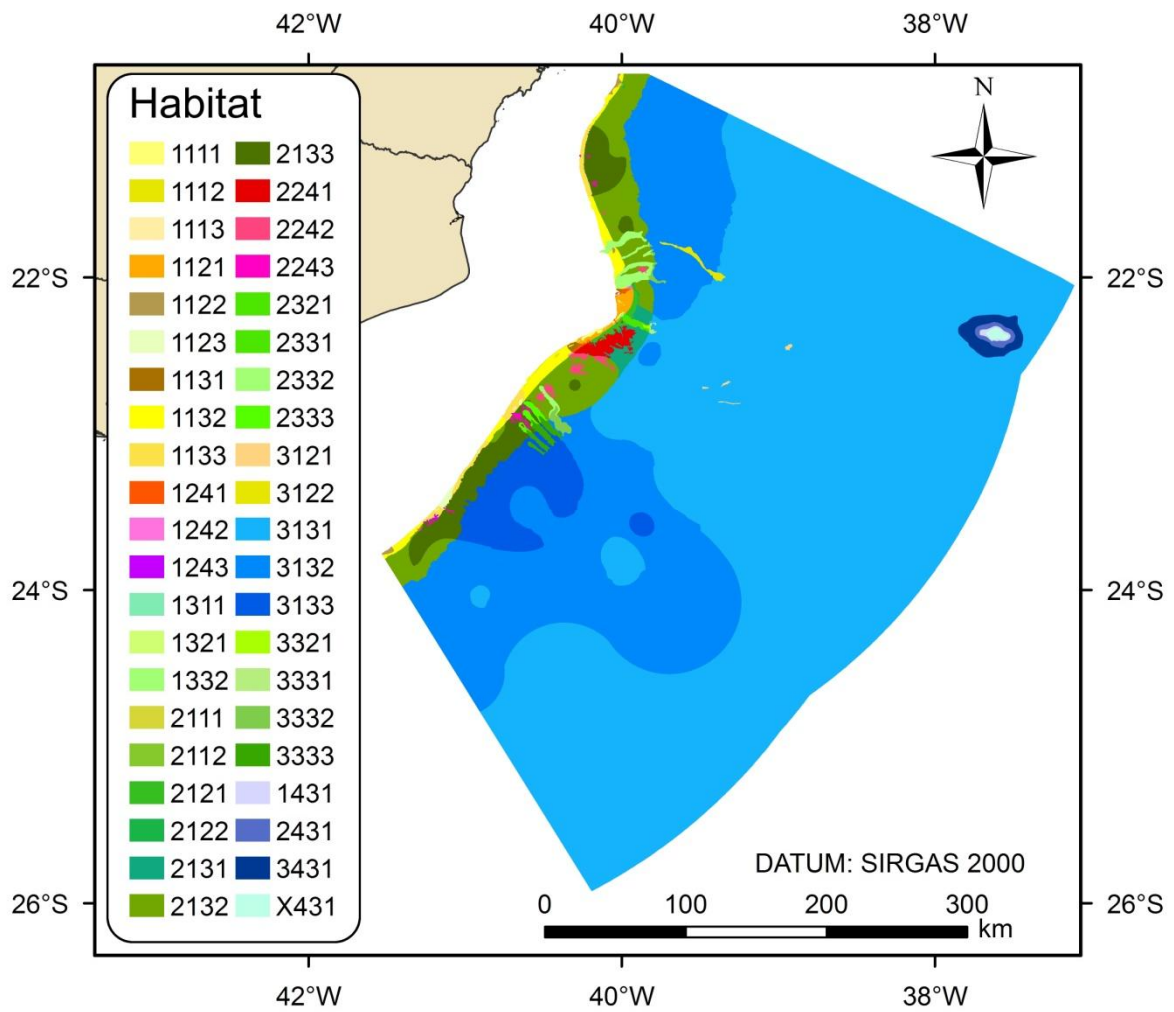 42°W 40°W 38°W
Habitat
N
1111 2133
1112 2241
1113 2242
1121 2243
1122 2321
1123 2331
1131 2332
1132 2333
1133 3121
1241 3122
1242 3131
1243 3132
1311 3133
1321 3321
1332 3331
2111 3332
2112 3333
2121 1431
2122 2431
2131 3431
2132 X431
22°S 22°S
24°S 24°S
26°S 26°S
DATUM: SIRGAS 2000
0 100 200 300
km
42°W 40°W 38°W